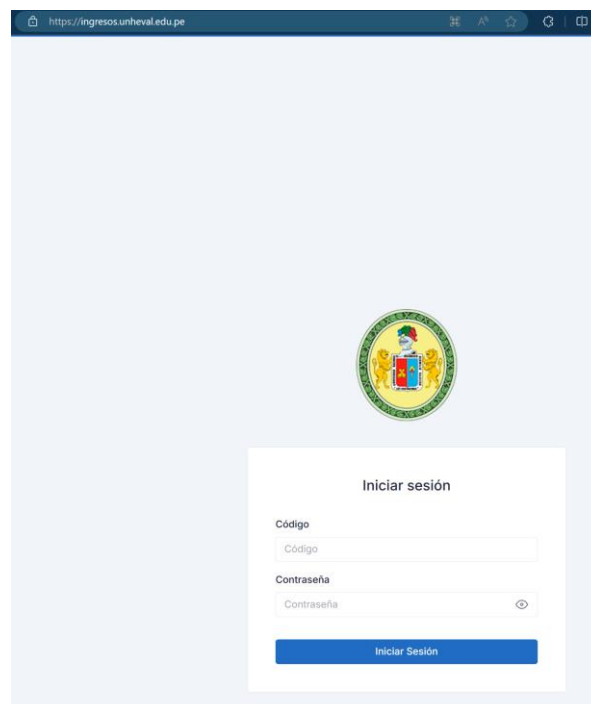 https://ingresos.unheval.edu.pe
Iniciar sesión
Código
Código
Contraseña
Contraseña
Iniciar Sesión